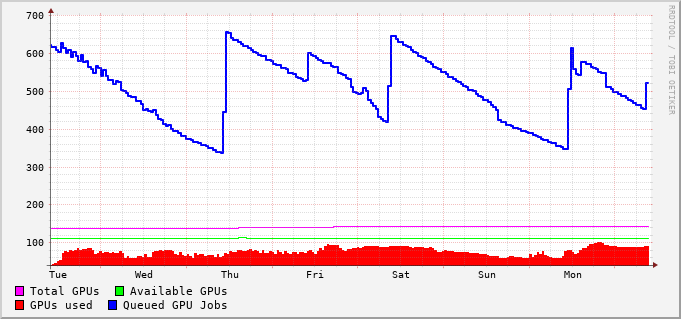 700
600
500
400
300
200
100
Tue Wed Thu Fri Sat Sun Mon
Total GPUs Available GPUs
GPUs used Queued GPU Jobs
RRDTOOL / TOBI OETIKER